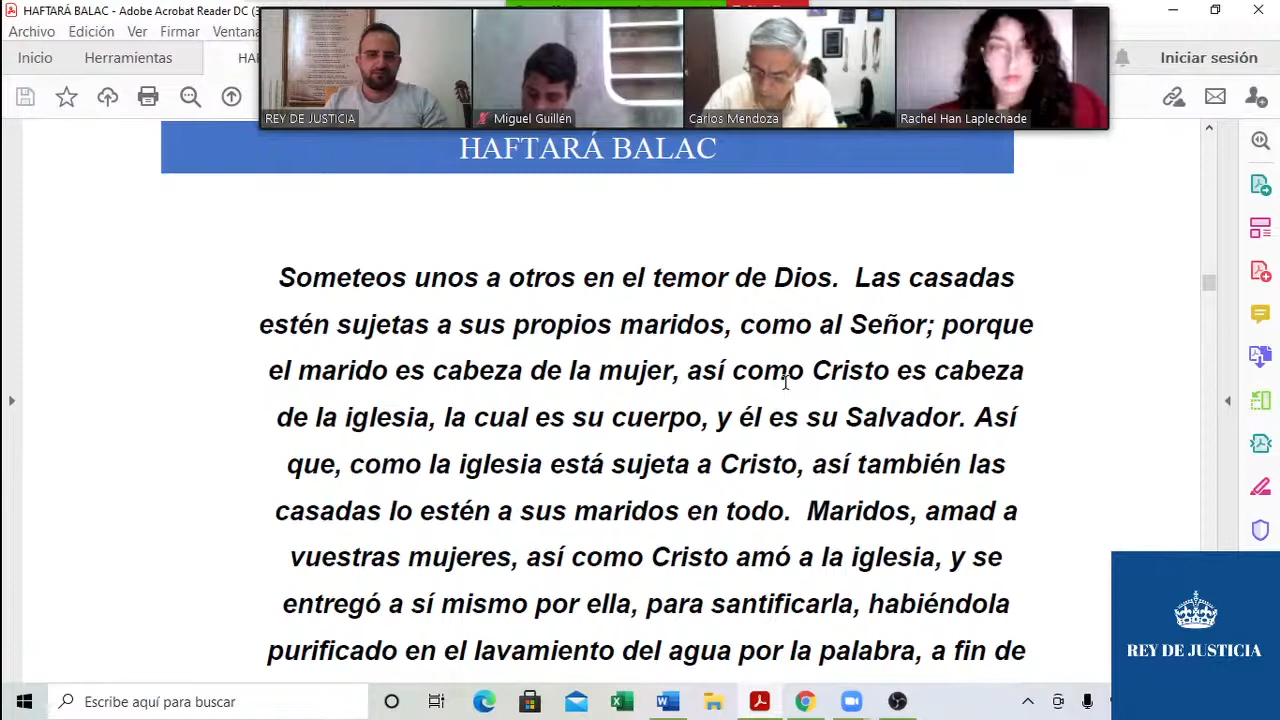 HAFTARÁ BALAC - Adobe Acrobat Reader DC (3
Archivo Edición Ver Firmar Ventana
Inicio Herramientas HA
Iniciar sesión
REY DE JUSTICIA
Miguel Guillén
Carlos Mendoza
Rachel Han Laplechade
HAFTARÁ BALAC
Someteos unos a otros en el temor de Dios. Las casadas
estén sujetas a sus propios maridos, como al Señor; porque
el marido es cabeza de la mujer, así como Cristo es cabeza
de la iglesia, la cual es su cuerpo, y él es su Salvador. Así
que, como la iglesia está sujeta a Cristo, así también las
casadas lo estén a sus maridos en todo. Maridos, amad a
vuestras mujeres, así como Cristo amó a la iglesia, y se
entregó a sí mismo por ella, para santificarla, habiéndola
purificado en el lavamiento del agua por la palabra, a fin de
REY DE JUSTICIA
Escribe aquí para buscar